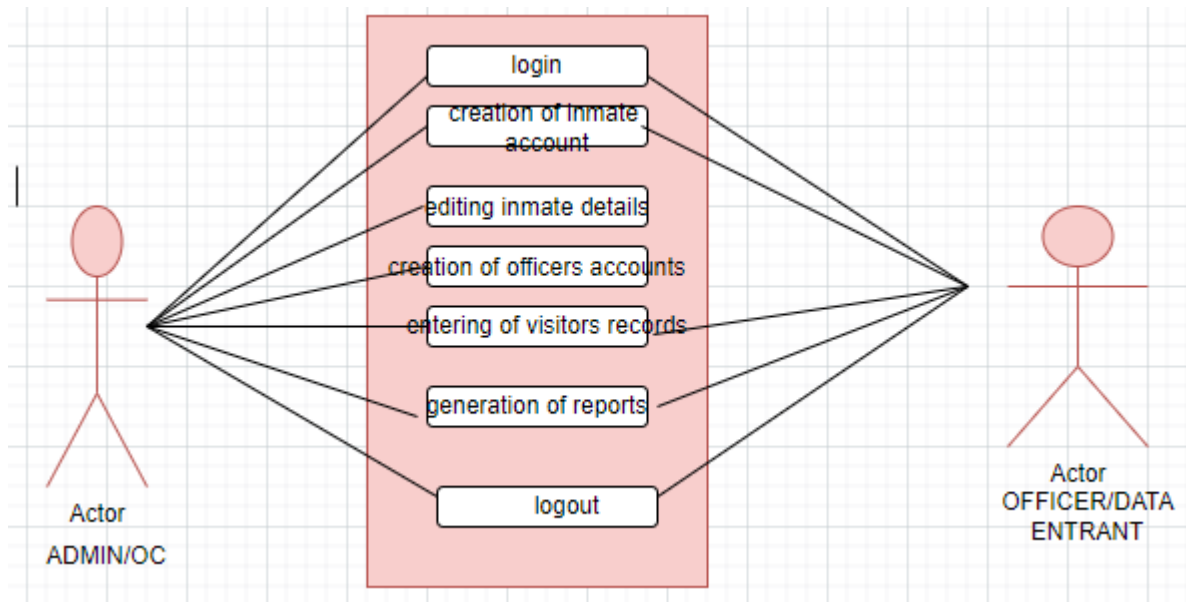 login
creation of inmate
account
editing inmate details
creation of officers accounts
entering of visitors records
generation of reports
logout
Actor
ADMIN/OC
Actor
OFFICER/DATA
ENTRANT